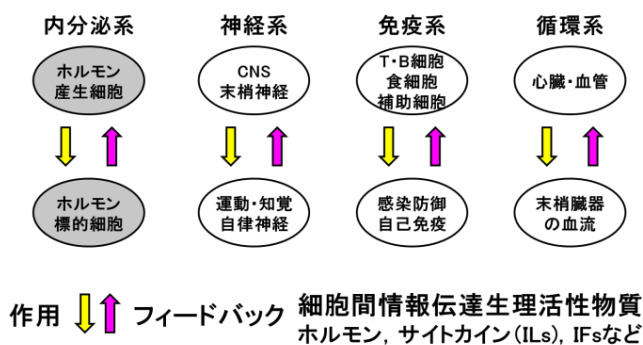 内分泌系
神経系
免疫系
循環系
ホルモン
産生細胞
CNS
末梢神経
T・B細胞
食細胞
補助細胞
心臓・血管
ホルモン
標的細胞
運動・知覚
自律神経
感染防御
自己免疫
末梢臓器
の血流
作用
フィードバック
細胞間情報伝達生理活性物質
ホルモン, サイトカイン(ILs), IFsなど